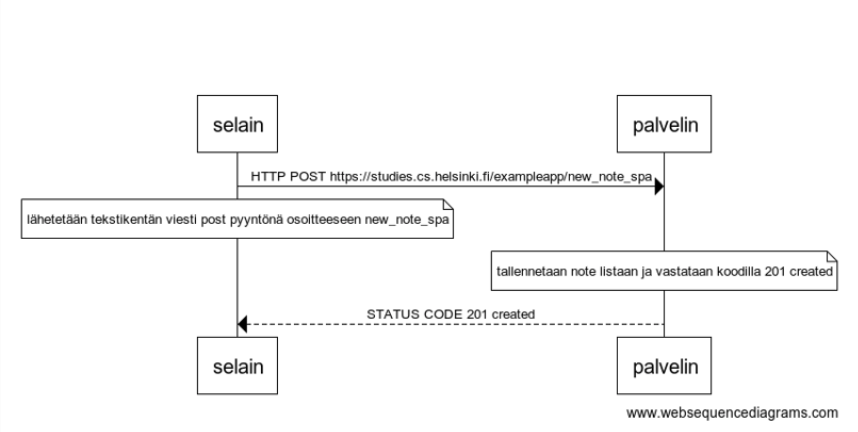 selain
palvelin
HTTP POST https://studies.cs.helsinki.fi/exampleapp/new_note_spa
lähetetään tekstikentän viesti post pyyntönä osoitteeseen new_note_spa
tallennetaan note listaan ja vastataan koodilla 201 created
STATUS CODE 201 created
selain
palvelin
www.websequencediagrams.com